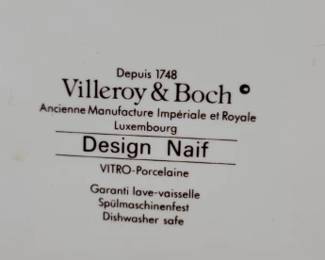 Depuis 1748
Villeroy & Boch ©
Ancienne Manufacture Impériale et Royale
Luxembourg
Design Naif
VITRO-Porcelaine
Garanti lave-vaisselle
Spülmaschinenfest
Dishwasher safe